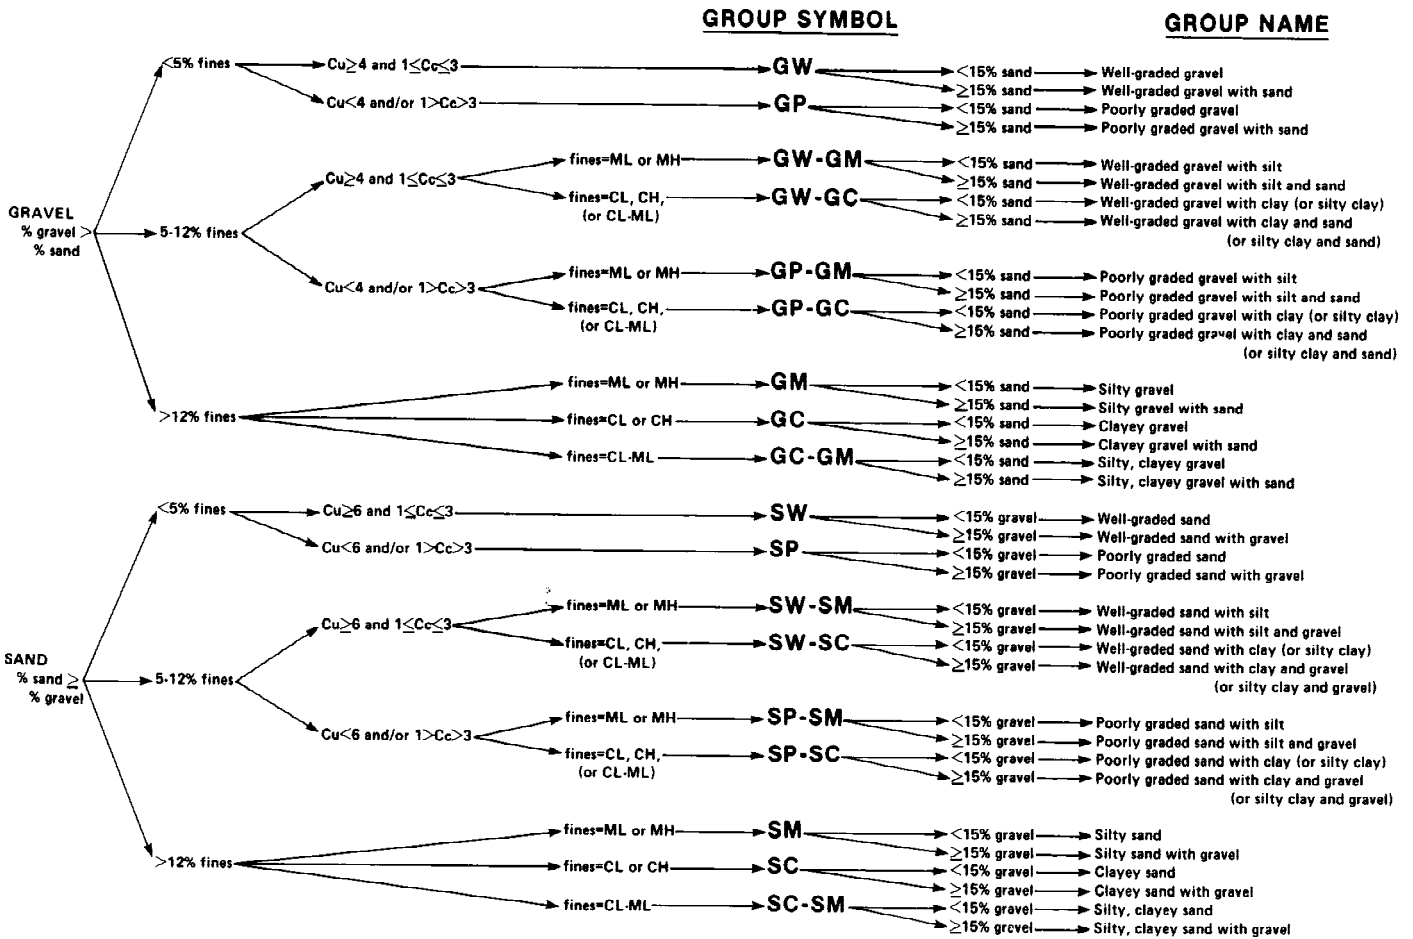 GROUP SYMBOL GROUP NAME
<5% fines Cu≥4 and 1≤Cc≤3 GW <15% sand Well-graded gravel
≥15% sand Well-graded gravel with sand
Cu<4 and/or 1>Cc>3 GP <15% sand Poorly graded gravel
≥15% sand Poorly graded gravel with sand
fines=ML or MH GW-GM <15% sand Well-graded gravel with silt
Cu≥4 and 1≤Cc≤3 ≥15% sand Well-graded gravel with silt and sand
fines=CL, CH, GW-GC <15% sand Well-graded gravel with clay (or silty clay)
(or CL-ML) ≥15% sand Well-graded gravel with clay and sand
GRAVEL
% gravel > 5-12% fines (or silty clay and sand)
% sand
fines=ML or MH GP-GM <15% sand Poorly graded gravel with silt
Cu<4 and/or 1>Cc>3 ≥15% sand Poorly graded gravel with silt and sand
fines=CL, CH, GP-GC <15% sand Poorly graded gravel with clay (or silty clay)
(or CL-ML) ≥15% sand Poorly graded gravel with clay and sand
(or silty clay and sand)
fines=ML or MH GM <15% sand Silty gravel
≥15% sand Silty gravel with sand
>12% fines fines=CL or CH GC <15% sand Clayey gravel
≥15% sand Clayey gravel with sand
fines=CL-ML GC-GM <15% sand Silty, clayey gravel
≥15% sand Silty, clayey gravel with sand
<5% fines Cu≥6 and 1≤Cc≤3 SW <15% gravel Well-graded sand
≥15% gravel Well-graded sand with gravel
Cu<6 and/or 1>Cc>3 SP <15% gravel Poorly graded sand
≥15% gravel Poorly graded sand with gravel
fines=ML or MH SW-SM <15% gravel Well-graded sand with silt
Cu≥6 and 1≤Cc≤3 ≥15% gravel Well-graded sand with silt and gravel
fines=CL, CH, SW-SC <15% gravel Well-graded sand with clay (or silty clay)
(or CL-ML) ≥15% gravel Well-graded sand with clay and gravel
SAND
% sand ≥ 5-12% fines (or silty clay and gravel)
% gravel
fines=ML or MH SP-SM <15% gravel Poorly graded sand with silt
Cu<6 and/or 1>Cc>3 ≥15% gravel Poorly graded sand with silt and gravel
fines=CL, CH, SP-SC <15% gravel Poorly graded sand with clay (or silty clay)
(or CL-ML) ≥15% gravel Poorly graded sand with clay and gravel
(or silty clay and gravel)
fines=ML or MH SM <15% gravel Silty sand
≥15% gravel Silty sand with gravel
>12% fines fines=CL or CH SC <15% gravel Clayey sand
≥15% gravel Clayey sand with gravel
fines=CL-ML SC-SM <15% gravel Silty, clayey sand
≥15% gravel Silty, clayey sand with gravel